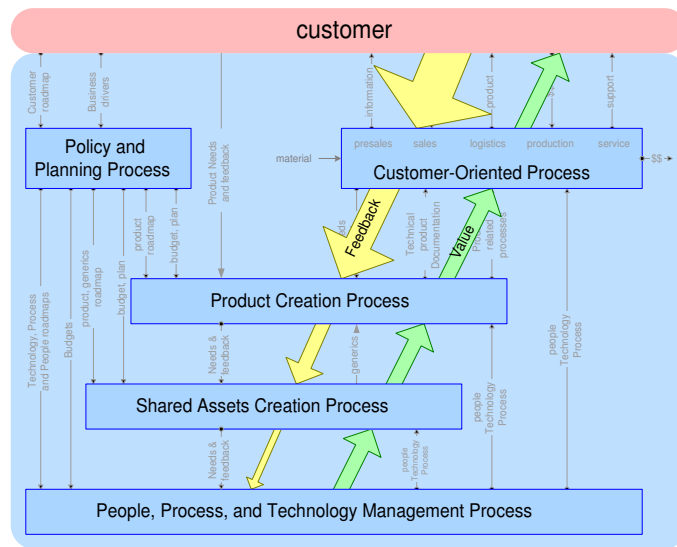 customer
Customer
roadmap
Business
drivers
Product Needs
and feedback
information
product
support
Policy and
Planning Process
presales
sales
logistics
production
service
material
$$
Customer-Oriented Process
Technology, Process
and People roadmaps
Budgets
product, generics
roadmap
budget, plan
product
roadmap
budget, plan
Feedback
Technical
product
Documentation
Value
related
processes
people
Technology
Process
Product Creation Process
Needs &
feedback
generics
people
Technology
Process
Shared Assets Creation Process
Needs &
feedback
people
Technology
Process
People, Process, and Technology Management Process